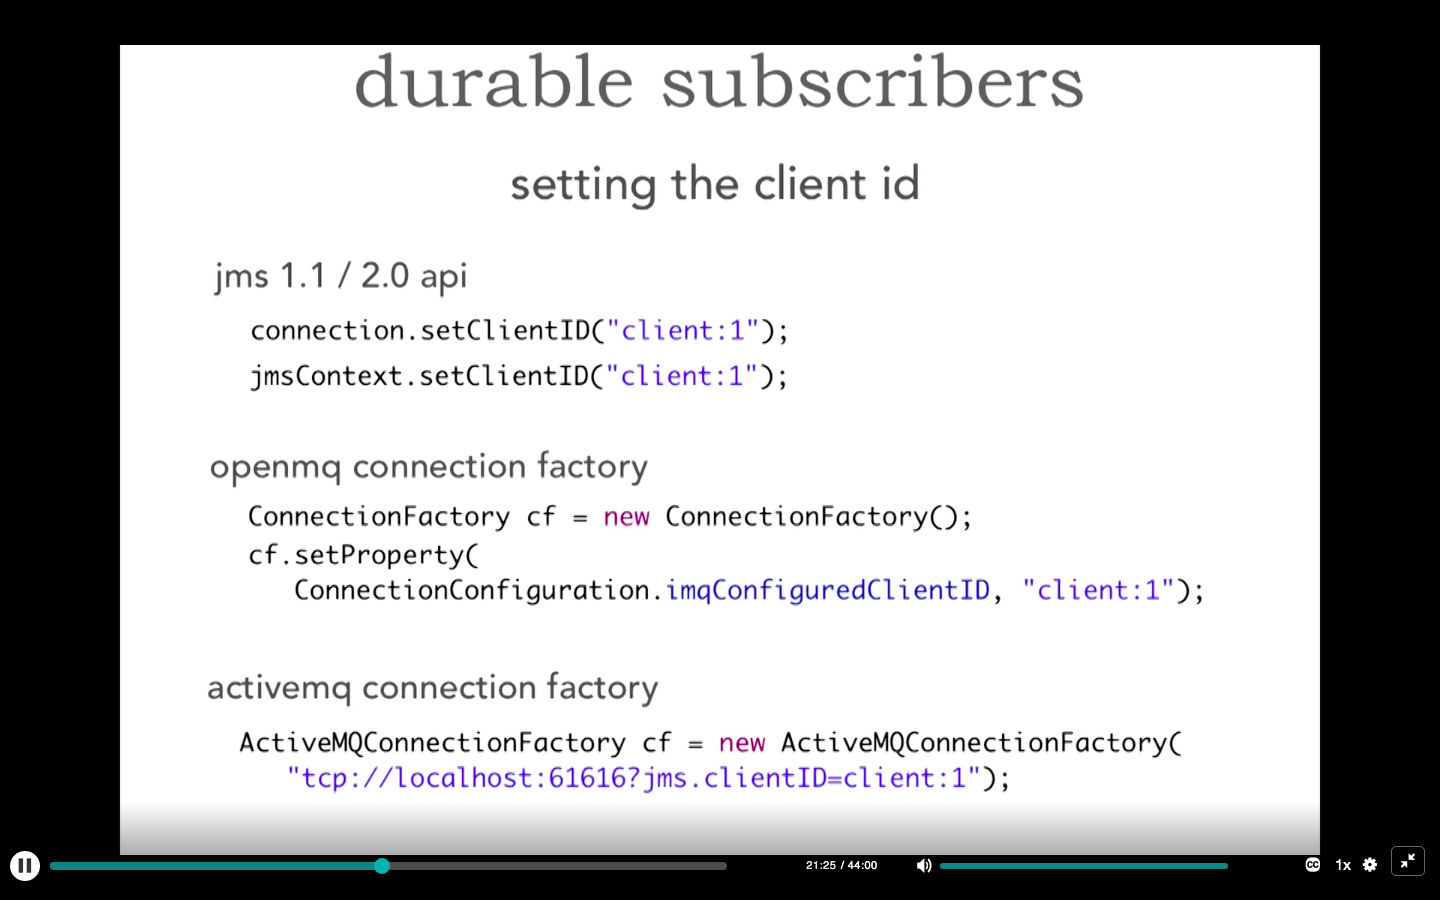 durable subscribers
setting the client id
jms 1.1 / 2.0 api
connection.setClientID("client:1");
jmsContext.setClientID("client:1");
openmq connection factory
ConnectionFactory cf = new ConnectionFactory();
cf.setProperty(
ConnectionConfiguration.imqConfiguredClientID, "client:1");
activemq connection factory
ActiveMQConnectionFactory cf = new ActiveMQConnectionFactory(
"tcp://localhost:61616?jms.clientID=client:1");
21:25 / 44:00
CC
1x